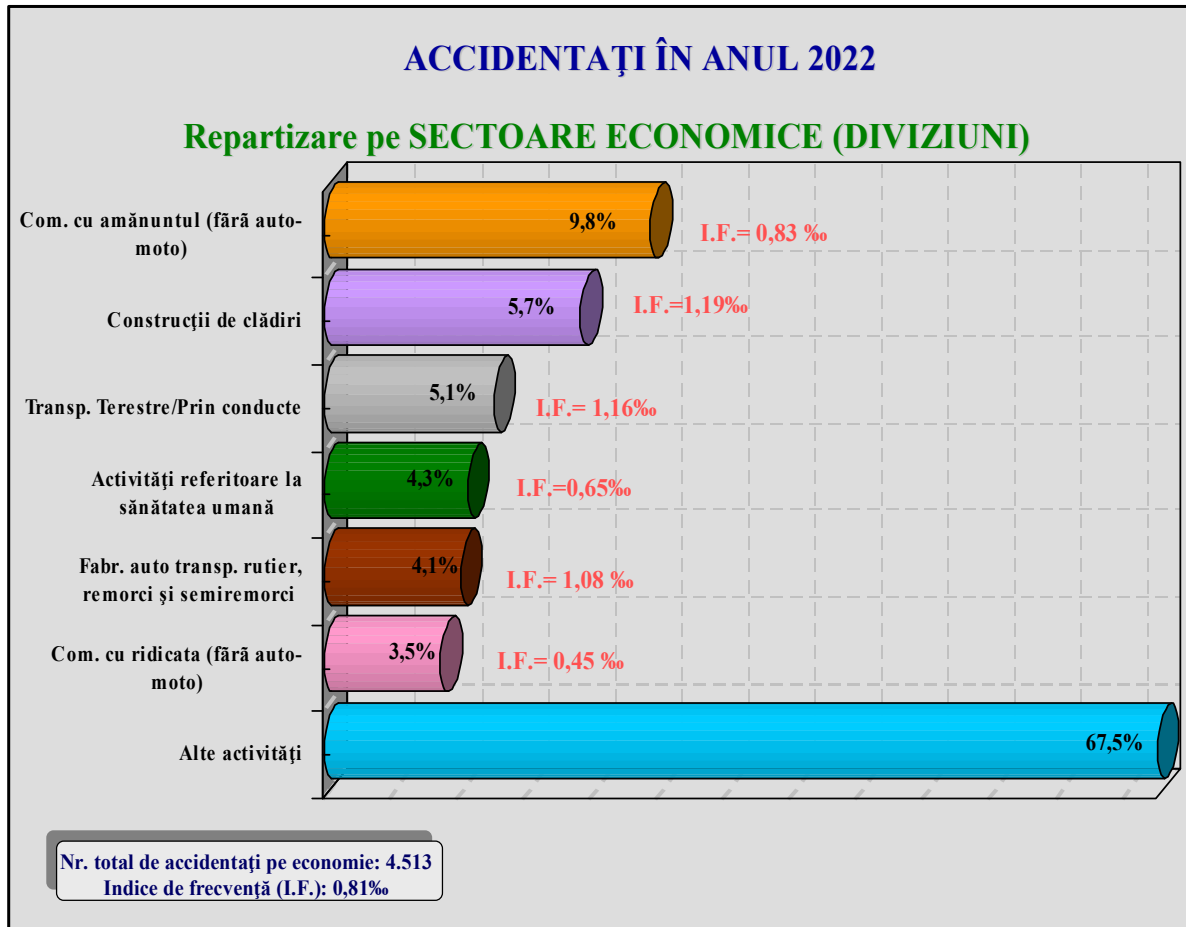 ACCIDENTAŢI ÎN ANUL 2022
Repartizare pe SECTOARE ECONOMICE (DIVIZIUNI)
Com. cu amănuntul (fãrã auto-
moto)
9,8%
I.F.= 0,83 ‰
Construcţii de clădiri
5,7%
I.F.=1,19‰
Transp. Terestre/Prin conducte
5,1%
I.F.= 1,16‰
Activităţi referitoare la
sănătatea umană
4,3%
I.F.=0,65‰
Fabr. auto transp. rutier,
remorci şi semiremorci
4,1%
I.F.= 1,08 ‰
Com. cu ridicata (fãrã auto-
moto)
3,5%
I.F.= 0,45 ‰
Alte activităţi
67,5%
Nr. total de accidentaţi pe economie: 4.513
Indice de frecvenţă (I.F.): 0,81‰